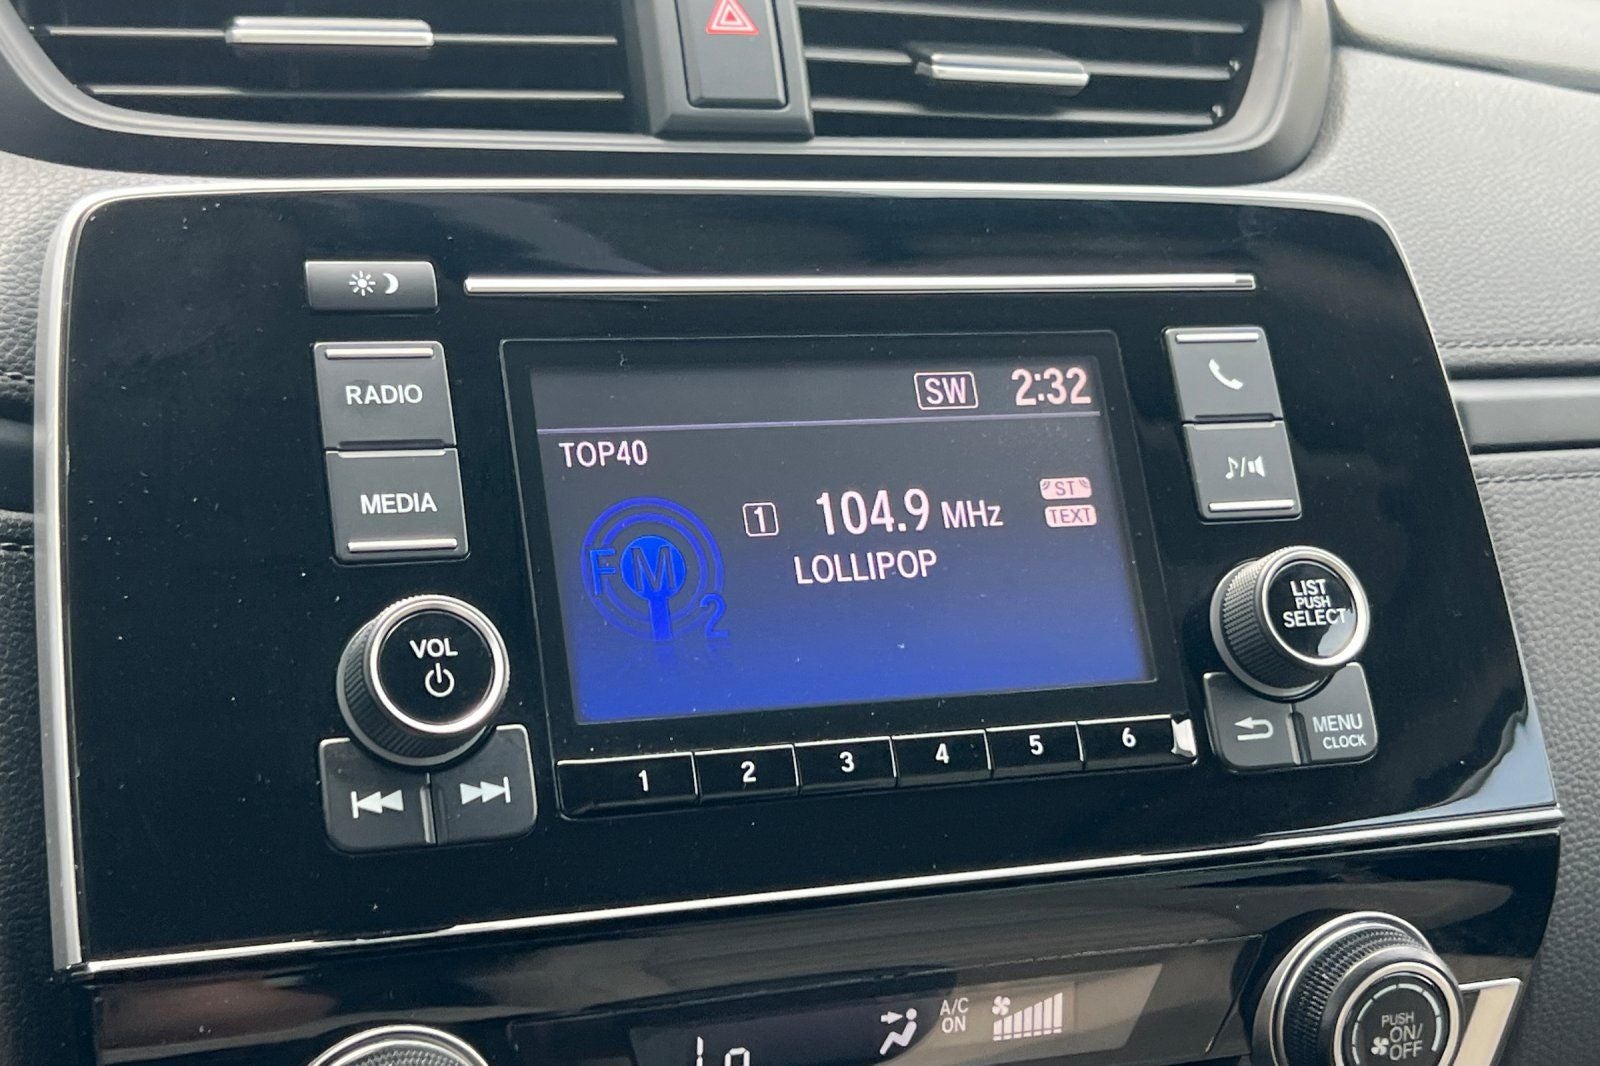 RADIO
MEDIA
VOL
SW 2:32
TOP40
1 104.9 MHz
ST
TEXT
LOLLIPOP
FM
2
LIST
PUSH
SELECT
MENU
CLOCK
1 2 3 4 5 6
A/C
ON
Lo
PUSH
ON/
OFF